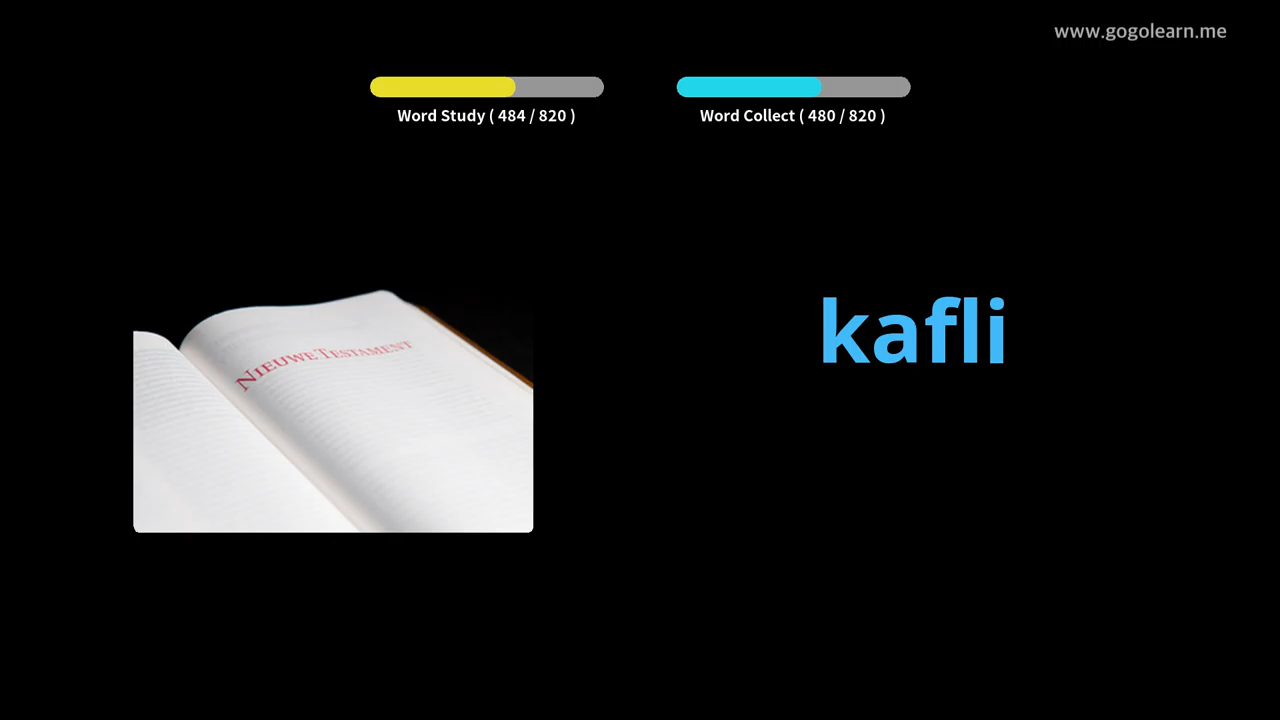 www.gogolearn.me
Word Study ( 484 / 820 )
Word Collect ( 480 / 820 )
NIEUWE TESTAMENT
kafli